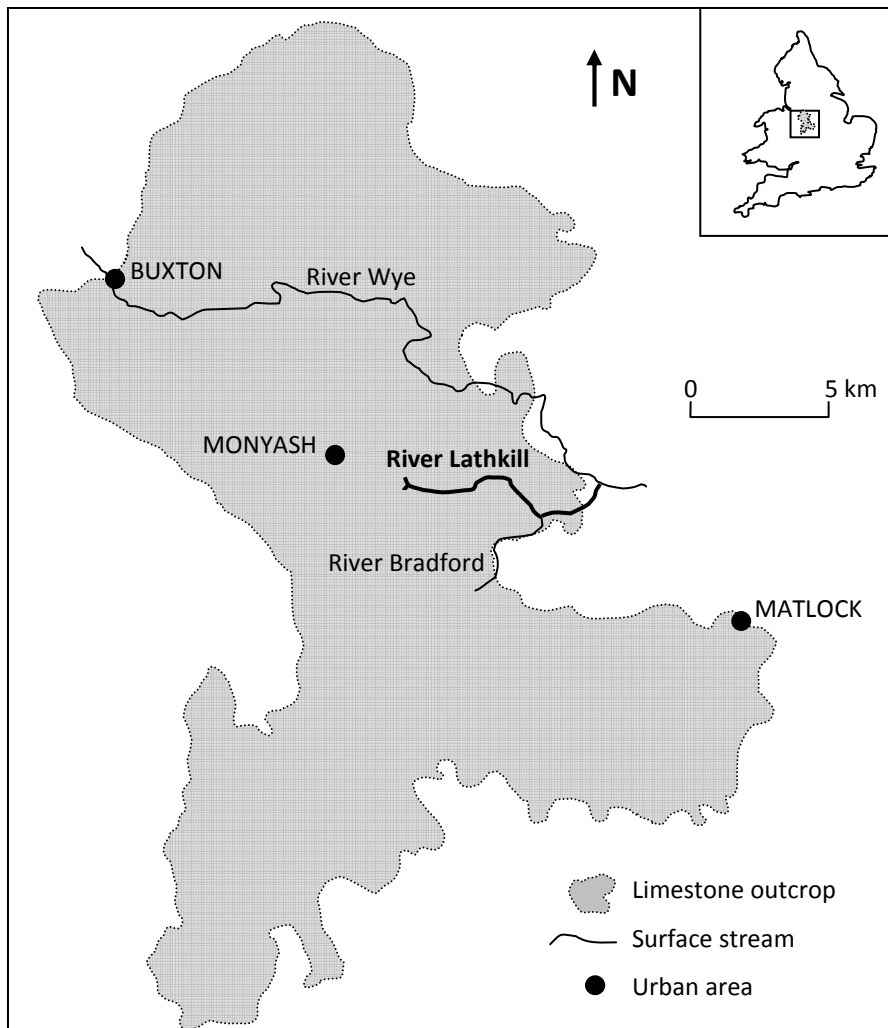 N
BUXTON
River Wye
0 5 km
MONYASH
River Lathkill
River Bradford
MATLOCK
Limestone outcrop
Surface stream
Urban area